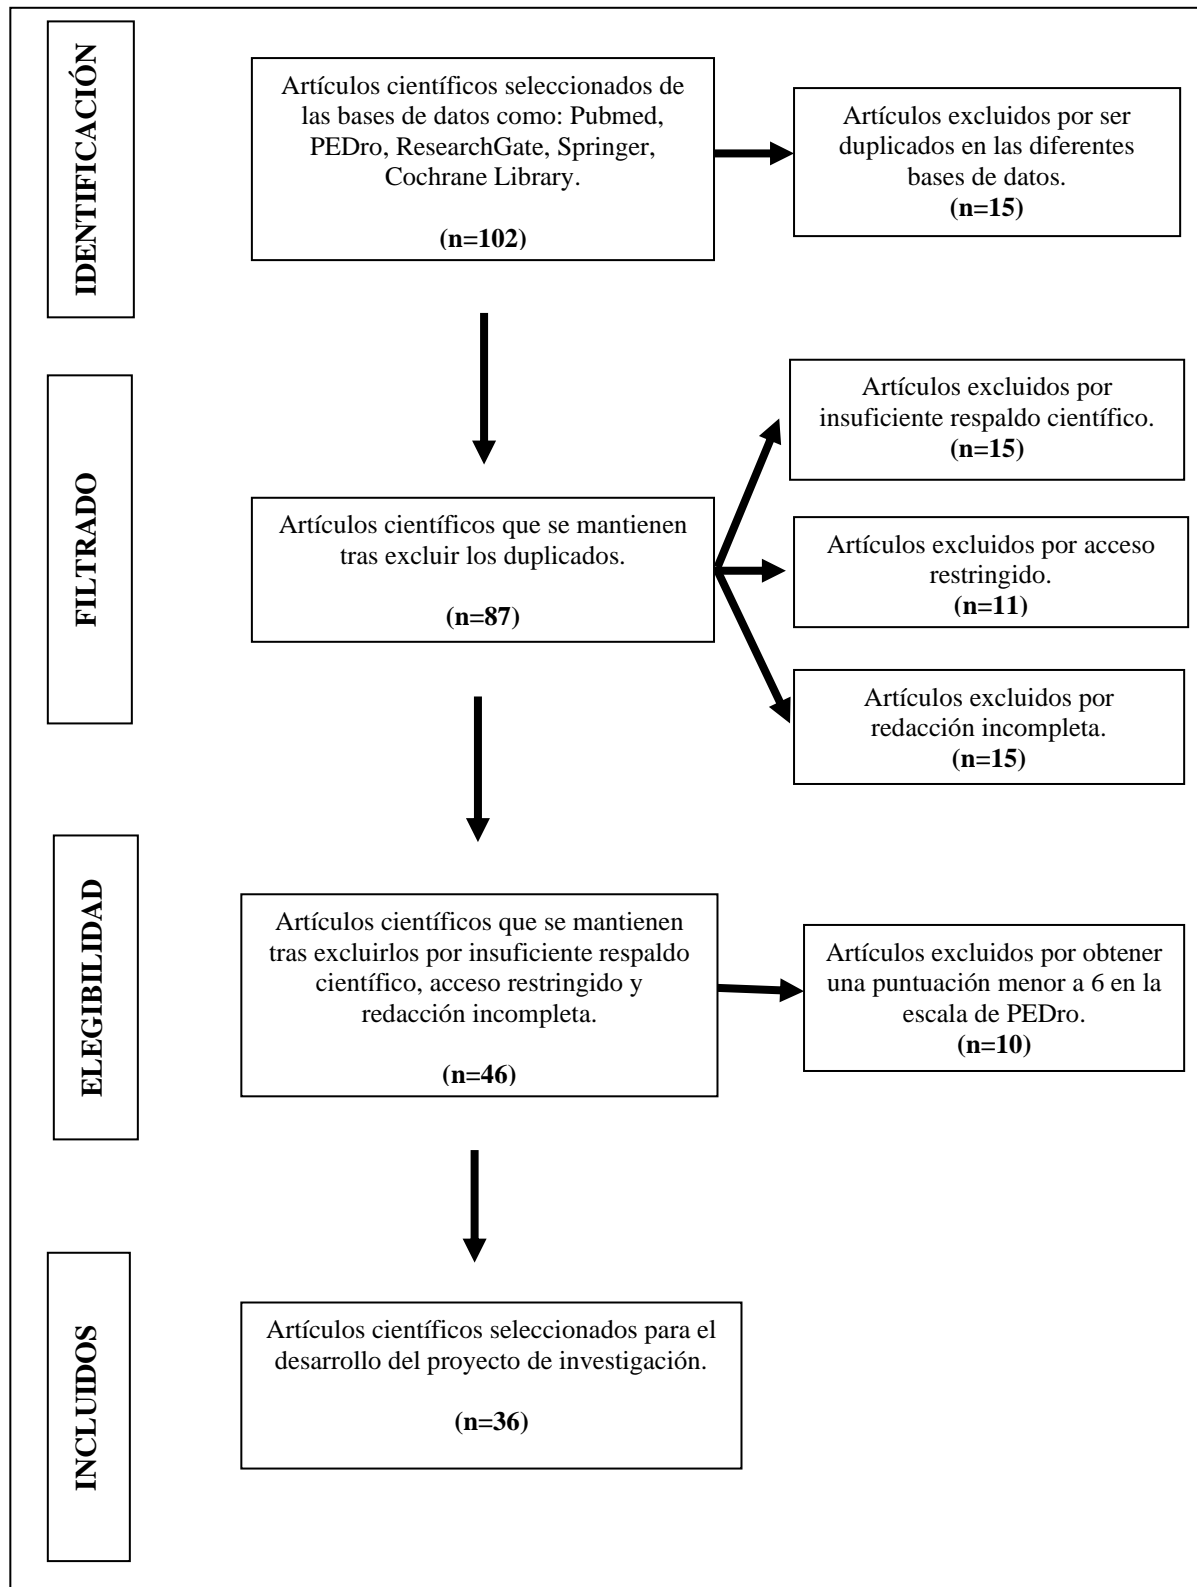 IDENTIFICACIÓN
Artículos científicos seleccionados de
las bases de datos como: Pubmed,
PEDro, ResearchGate, Springer,
Cochrane Library.
(n=102)
Artículos excluidos por ser
duplicados en las diferentes
bases de datos.
(n=15)
FILTRADO
Artículos científicos que se mantienen
tras excluir los duplicados.
(n=87)
Artículos excluidos por
insuficiente respaldo científico.
(n=15)
Artículos excluidos por acceso
restringido.
(n=11)
Artículos excluidos por
redacción incompleta.
(n=15)
ELEGIBILIDAD
Artículos científicos que se mantienen
tras excluirlos por insuficiente respaldo
científico, acceso restringido y
redacción incompleta.
(n=46)
Artículos excluidos por obtener
una puntuación menor a 6 en la
escala de PEDro.
(n=10)
INCLUIDOS
Artículos científicos seleccionados para el
desarrollo del proyecto de investigación.
(n=36)